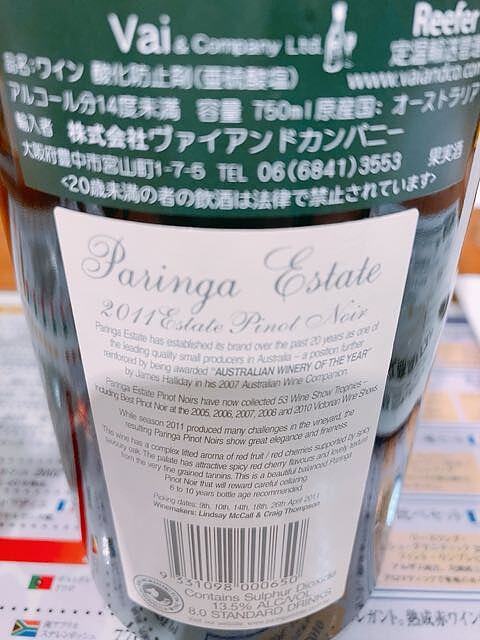 Vai & Company Ltd.
Reefer
定温輸送
品名:ワイン 酸化防止剤(亜硫酸塩)
www.vaiandco.com
アルコール分14度未満 容量 750ml 原産国: オーストラリア
輸入者 株式会社ヴァイアンドカンパニー
大阪府豊中市宮山町1-7-5 TEL 06(6841)3553 果実酒
<20歳未満の者の飲酒は法律で禁止されています>
Paringa Estate
2011 Estate Pinot Noir
Paringa Estate has established its brand over the past 20 years as one of
the leading quality small producers in Australia – a position further
reinforced by being awarded "AUSTRALIAN WINERY OF THE YEAR"
by James Halliday in his 2007 Australian Wine Companion.
Paringa Estate Pinot Noirs have now collected 53 Wine Show Trophies –
including Best Pinot Noir at the 2005, 2006, 2007, 2008 and 2010 Victorian Wine Shows.
While season 2011 produced many challenges in the vineyard, the
resulting Paringa Pinot Noirs show great elegance and fineness.
This wine has a complex lifted aroma of red fruit / red cherries supported by spicy
savoury oak. The palate has attractive spicy red cherry flavours and lovely texture
from the very fine grained tannins. This is a beautiful balanced Paringa
Pinot Noir that will reward careful cellaring.
6 to 10 years bottle age recommended.
Picking dates: 9th, 10th, 14th, 18th, 26th April 2011
Winemakers: Lindsay McCall & Craig Thompson
9 331098 000650
Contains Sulphur Dioxide
13.5% ALCOHOL
8.0 STANDARD DRINKS